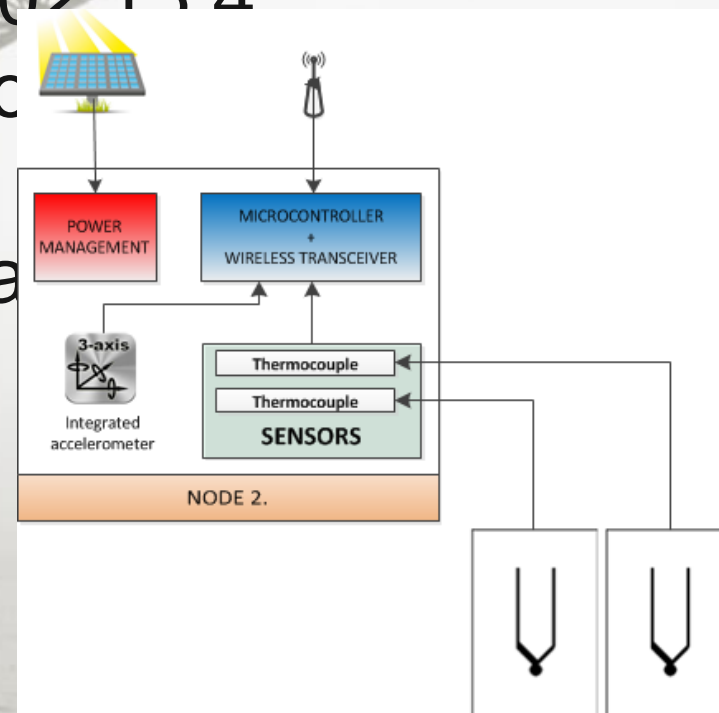 POWER
MANAGEMENT
MICROCONTROLLER
+
WIRELESS TRANSCEIVER
3-axis
Integrated
accelerometer
Thermocouple
Thermocouple
SENSORS
NODE 2.